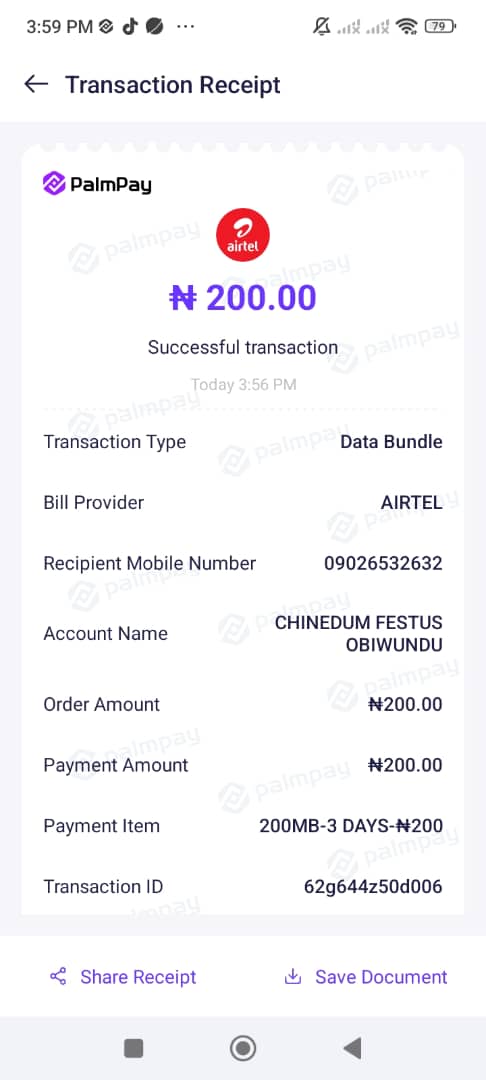 3:59 PM
79
Transaction Receipt
PalmPay
airtel
₦ 200.00
Successful transaction
Today 3:56 PM
Transaction Type Data Bundle
Bill Provider AIRTEL
Recipient Mobile Number 09026532632
Account Name CHINEDUM FESTUS
OBIWUNDU
Order Amount ₦200.00
Payment Amount ₦200.00
Payment Item 200MB-3 DAYS-₦200
Transaction ID 62g644z50d006
palmpay
palmpay
palmpay
palmpay
palmpay
palmpay
palmpay
palmpay
palmpay
palmpay
palmpay
palmpay
palmpay
Share Receipt Save Document